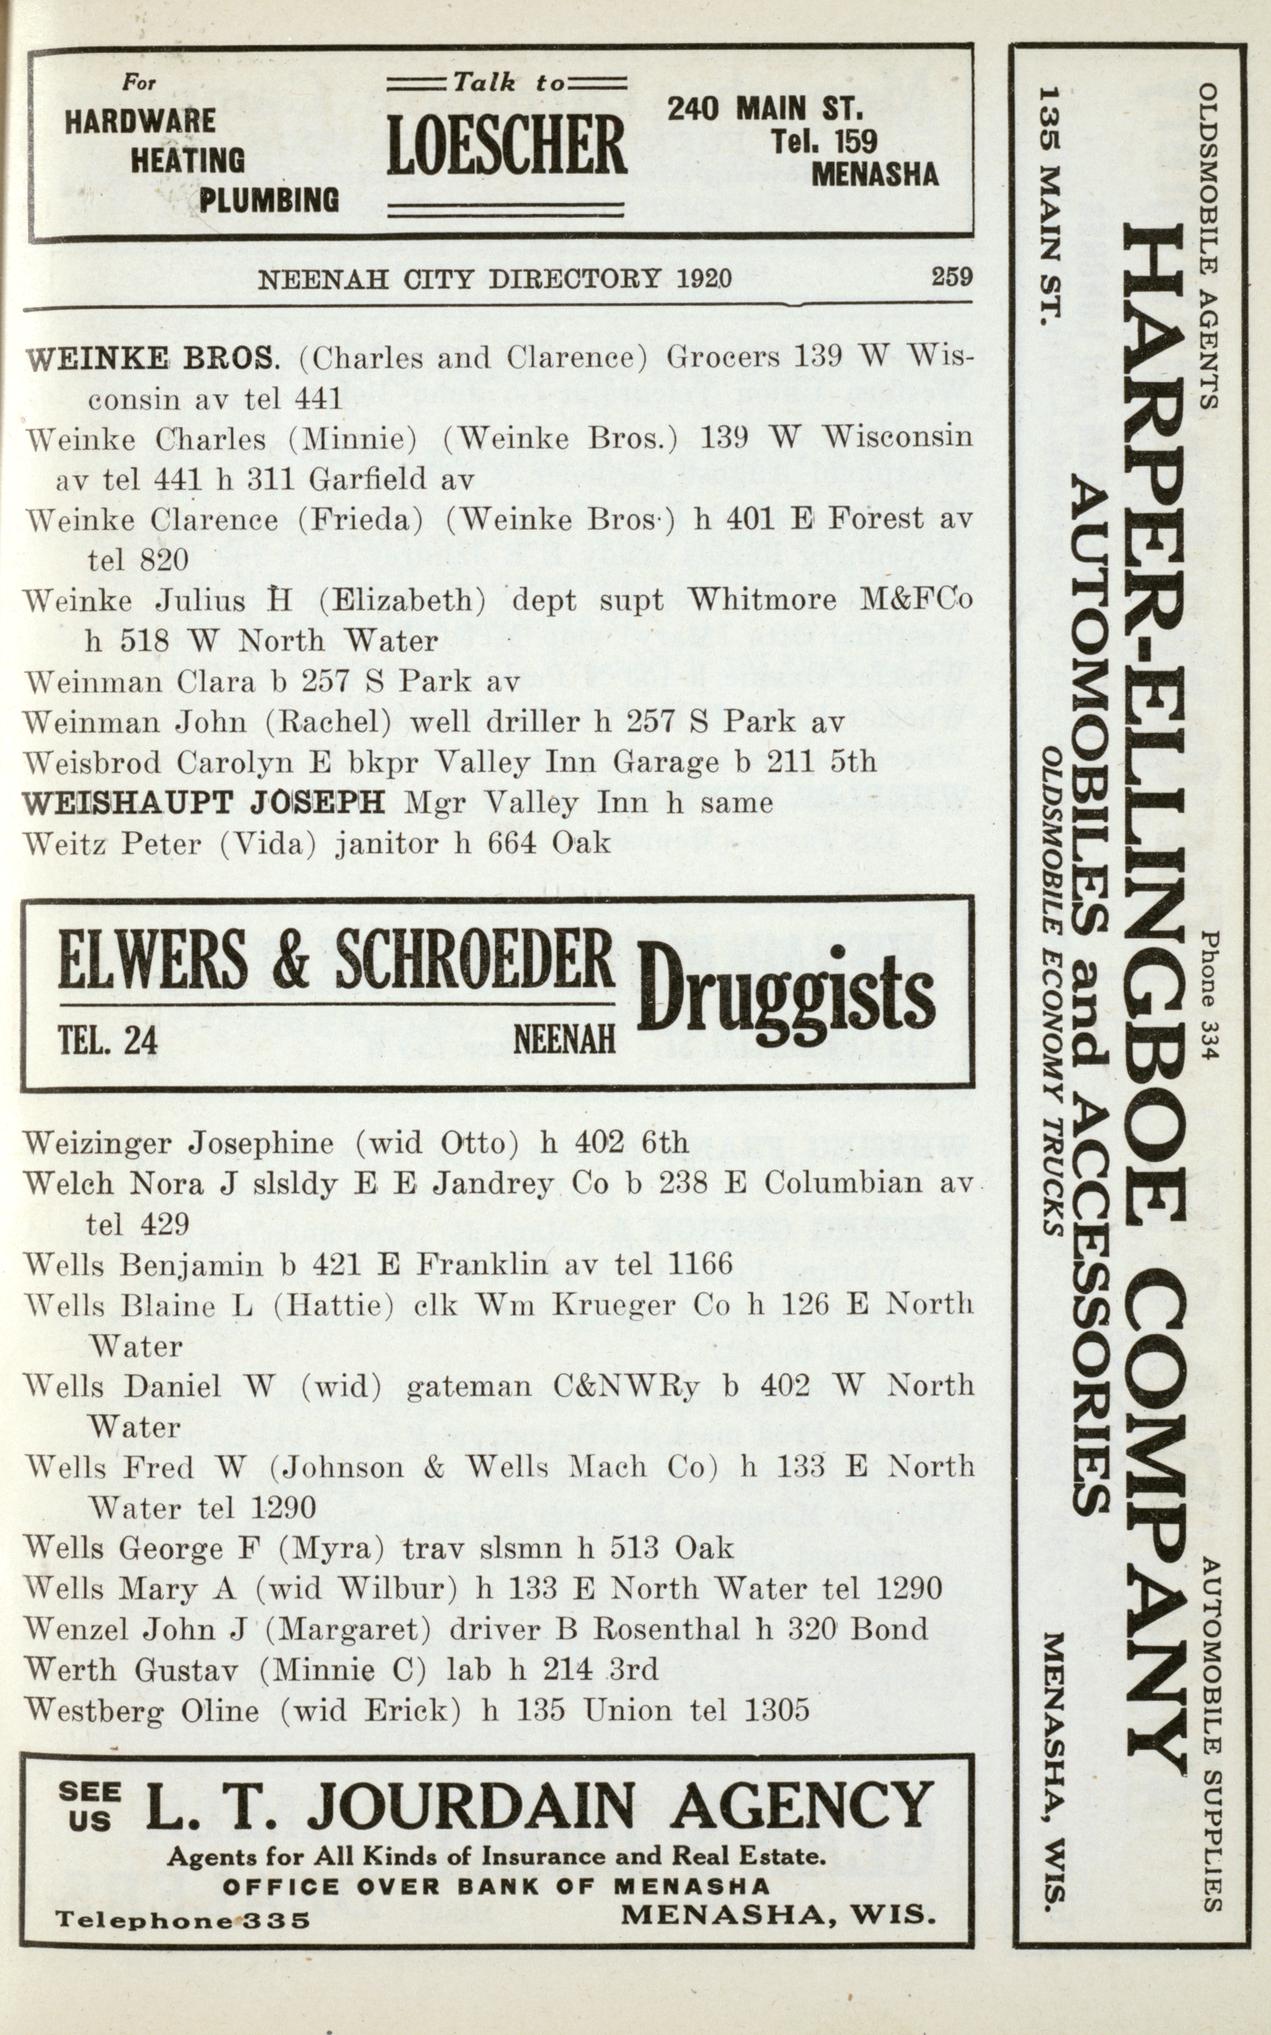 For
HARDWARE
HEATING
PLUMBING
Talk to
LOESCHER
240 MAIN ST.
Tel. 159
MENASHA
NEENAH CITY DIRECTORY 1920 259
WEINKE BROS. (Charles and Clarence) Grocers 139 W Wis-
consin av tel 441
Weinke Charles (Minnie) (Weinke Bros.) 139 W Wisconsin
av tel 441 h 311 Garfield av
Weinke Clarence (Frieda) (Weinke Bros.) h 401 E Forest av
tel 820
Weinke Julius H (Elizabeth) dept supt Whitmore M&FCo
h 518 W North Water
Weinman Clara b 257 S Park av
Weinman John (Rachel) well driller h 257 S Park av
Weisbrod Carolyn E bkpr Valley Inn Garage b 211 5th
WEISHAUPT JOSEPH Mgr Valley Inn h same
Weitz Peter (Vida) janitor h 664 Oak
ELWERS & SCHROEDER
TEL. 24 NEENAH
Druggists
Weizinger Josephine (wid Otto) h 402 6th
Welch Nora J slsldy E E Jandrey Co b 238 E Columbian av
tel 429
Wells Benjamin b 421 E Franklin av tel 1166
Wells Blaine L (Hattie) clk Wm Krueger Co h 126 E North
Water
Wells Daniel W (wid) gateman C&NWRy b 402 W North
Water
Wells Fred W (Johnson & Wells Mach Co) h 133 E North
Water tel 1290
Wells George F (Myra) trav slsmn h 513 Oak
Wells Mary A (wid Wilbur) h 133 E North Water tel 1290
Wenzel John J (Margaret) driver B Rosenthal h 320 Bond
Werth Gustav (Minnie C) lab h 214 3rd
Westberg Oline (wid Erick) h 135 Union tel 1305
SEE
US
L. T. JOURDAIN AGENCY
Agents for All Kinds of Insurance and Real Estate.
OFFICE OVER BANK OF MENASHA
Telephone 335 MENASHA, WIS.
OLDSMOBILE AGENTS Phone 334 AUTOMOBILE SUPPLIES
HARPER-ELLINGBOE COMPANY
AUTOMOBILES and ACCESSORIES
135 MAIN ST. OLDSMOBILE ECONOMY TRUCKS MENASHA, WIS.